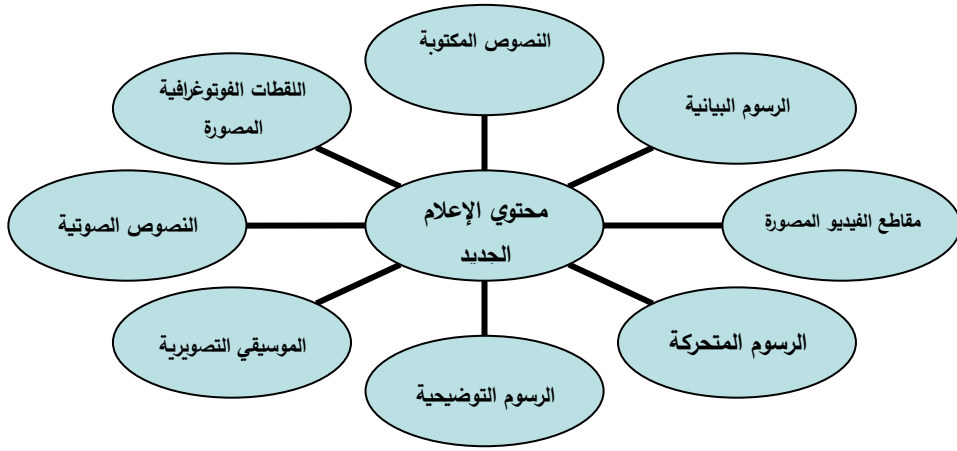 النصوص المكتوبة
اللقطات الفوتوغرافية
المصورة
الرسوم البيانية
محتوي الإعلام
الجديد
النصوص الصوتية
مقاطع الفيديو المصورة
الموسيقي التصويرية
الرسوم المتحركة
الرسوم التوضيحية